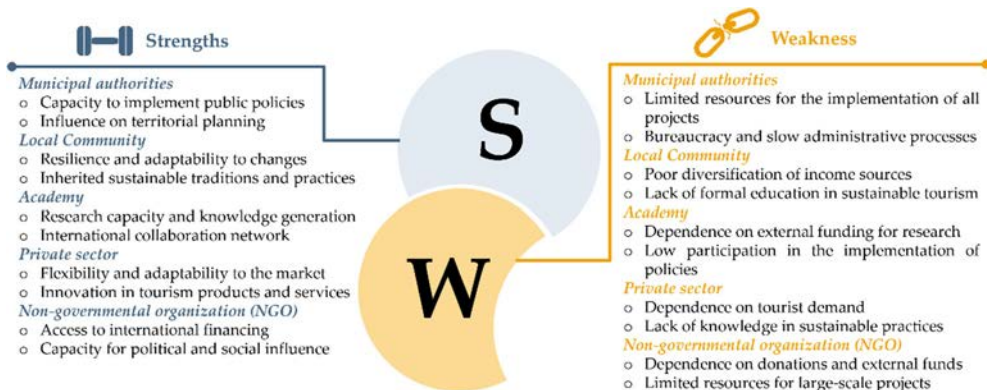 Strengths
Municipal authorities
o Capacity to implement public policies
o Influence on territorial planning
Local Community
o Resilience and adaptability to changes
o Inherited sustainable traditions and practices
Academy
o Research capacity and knowledge generation
o International collaboration network
Private sector
o Flexibility and adaptability to the market
o Innovation in tourism products and services
Non-governmental organization (NGO)
o Access to international financing
o Capacity for political and social influence
S
W
Weakness
Municipal authorities
o Limited resources for the implementation of all
projects
o Bureaucracy and slow administrative processes
Local Community
o Poor diversification of income sources
o Lack of formal education in sustainable tourism
Academy
o Dependence on external funding for research
o Low participation in the implementation of
policies
Private sector
o Dependence on tourist demand
o Lack of knowledge in sustainable practices
Non-governmental organization (NGO)
o Dependence on donations and external funds
o Limited resources for large-scale projects